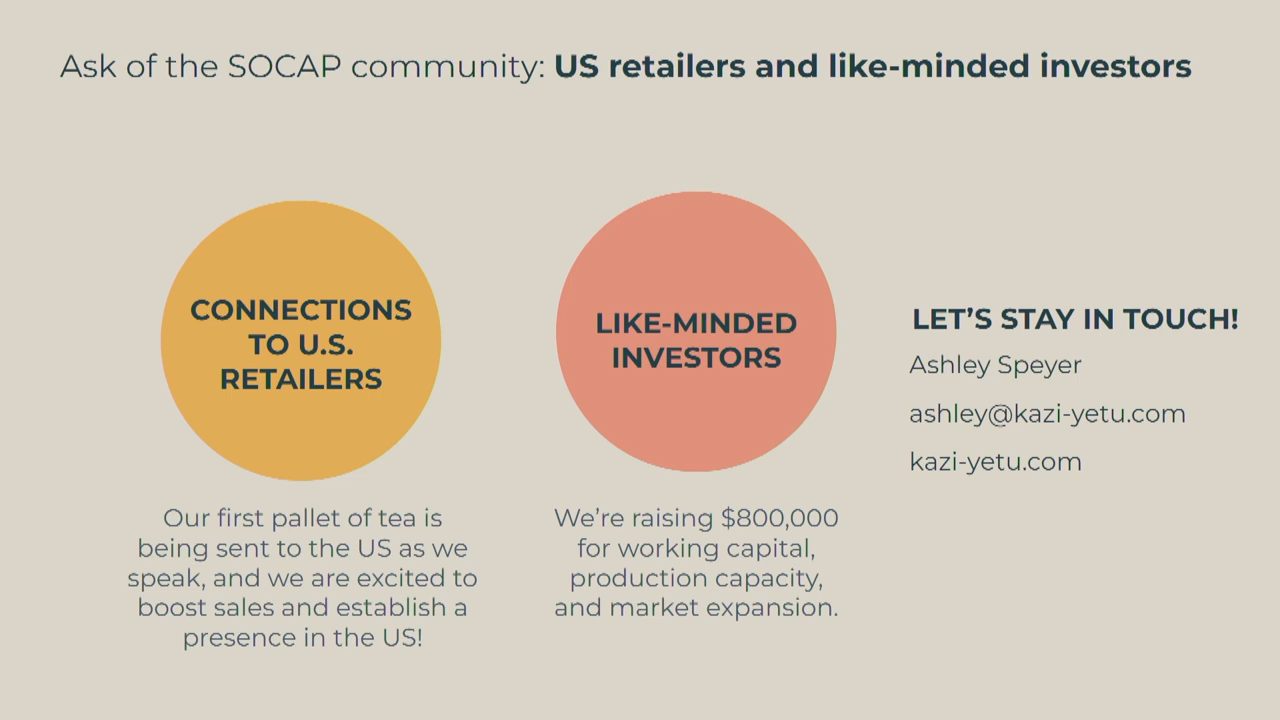 Ask of the SOCAP community: US retailers and like-minded investors
CONNECTIONS
TO U.S.
RETAILERS
Our first pallet of tea is
being sent to the US as we
speak, and we are excited to
boost sales and establish a
presence in the US!
LIKE-MINDED
INVESTORS
We’re raising $800,000
for working capital,
production capacity,
and market expansion.
LET’S STAY IN TOUCH!
Ashley Speyer
ashley@kazi-yetu.com
kazi-yetu.com